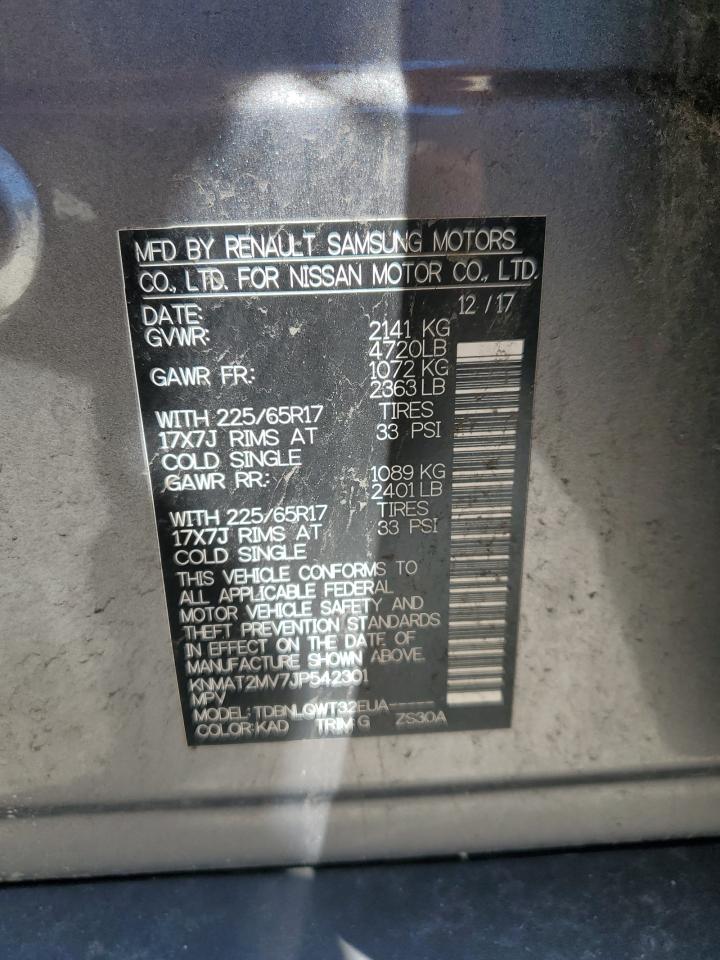 MFD BY RENAULT SAMSUNG MOTORS
CO., LTD. FOR NISSAN MOTOR CO., LTD.
DATE: 12 / 17
GVWR: 2141 KG
4720LB
GAWR FR.: 1072 KG
2363 LB
WITH 225/65R17 TIRES
17X7J RIMS AT 33 PSI
COLD SINGLE
GAWR RR.: 1089 KG
2401 LB
WITH 225/65R17 TIRES
17X7J RIMS AT 33 PSI
COLD SINGLE
THIS VEHICLE CONFORMS TO
ALL APPLICABLE FEDERAL
MOTOR VEHICLE SAFETY AND
THEFT PREVENTION STANDARDS
IN EFFECT ON THE DATE OF
MANUFACTURE SHOWN ABOVE.
KNMAT2MV7JP542301
MPV
MODEL: TDBNLQWT32EUA------
COLOR:KAD TRIM:G ZS30A